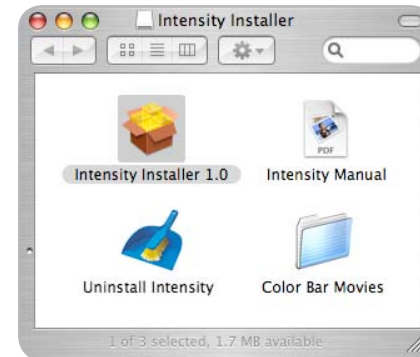 Intensity Installer
PDF
Intensity Installer 1.0
Intensity Manual
Uninstall Intensity
Color Bar Movies
1 of 3 selected, 1.7 MB available